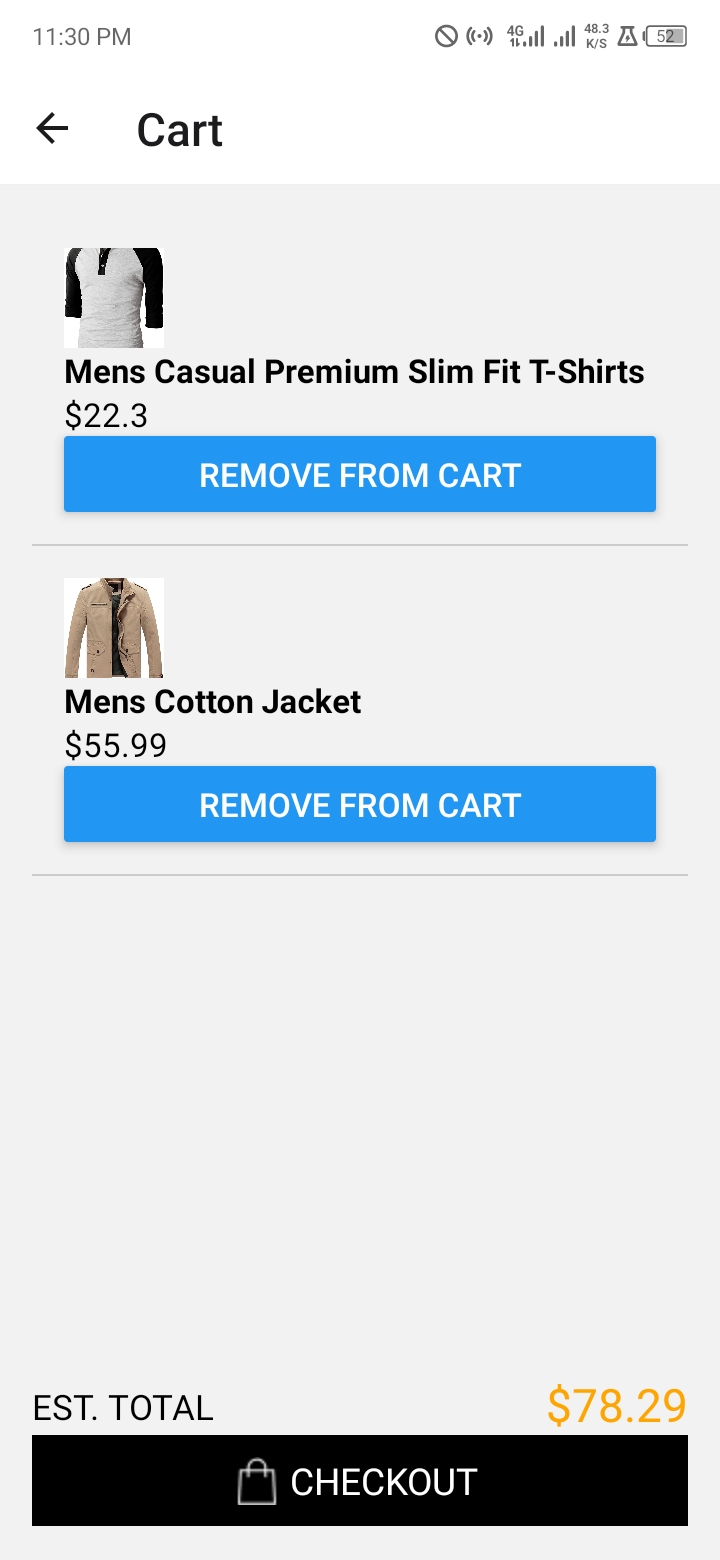 11:30 PM
4G
48.3
K/S
52
Cart
Mens Casual Premium Slim Fit T-Shirts
$22.3
REMOVE FROM CART
Mens Cotton Jacket
$55.99
REMOVE FROM CART
EST. TOTAL
$78.29
CHECKOUT